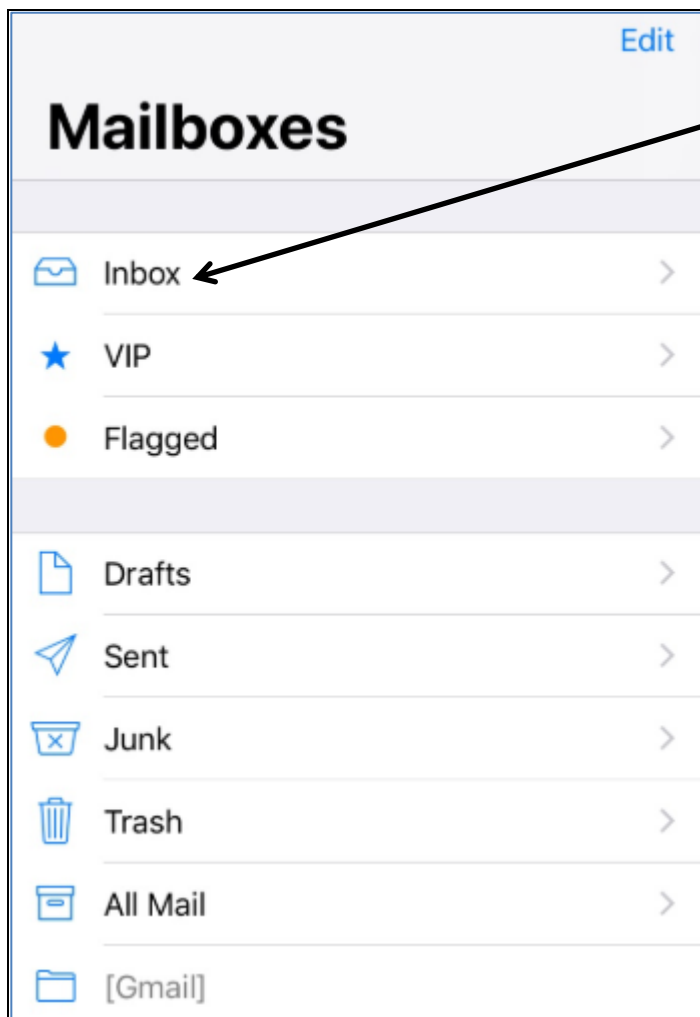 Edit
Mailboxes
Inbox
VIP
Flagged
Drafts
Sent
Junk
Trash
All Mail
[Gmail]